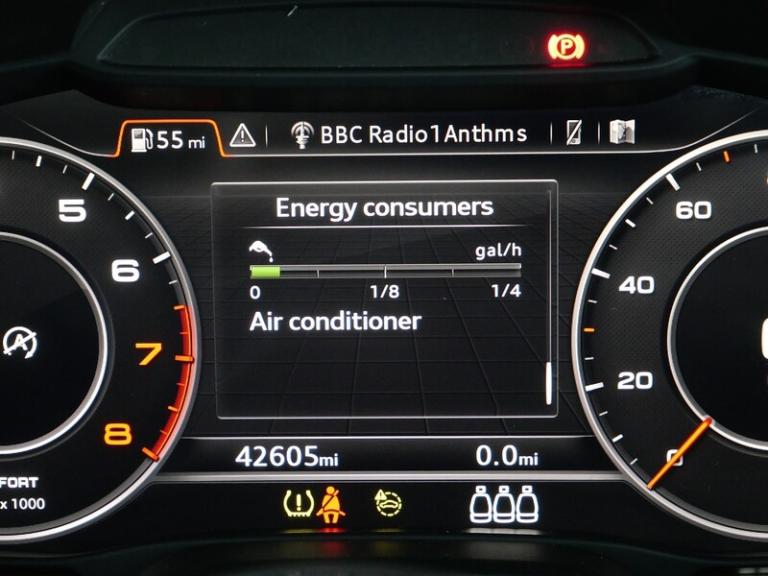 P
55 mi
BBC Radio1Anthms
Energy consumers
gal/h
0 1/8 1/4
Air conditioner
5
6
7
8
A
60
40
20
0
42605mi
0.0mi
x 1000